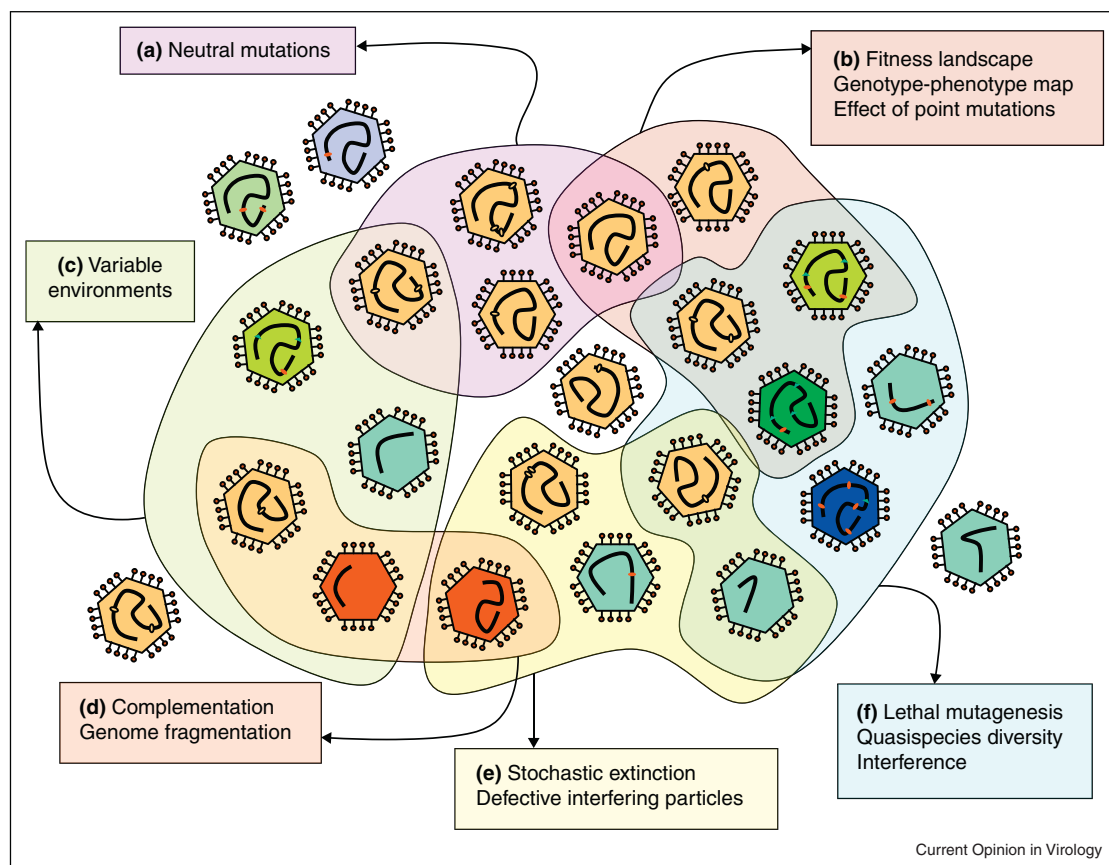 (a) Neutral mutations
(b) Fitness landscape
Genotype-phenotype map
Effect of point mutations
(c) Variable
environments
(d) Complementation
Genome fragmentation
(e) Stochastic extinction
Defective interfering particles
(f) Lethal mutagenesis
Quasispecies diversity
Interference
Current Opinion in Virology